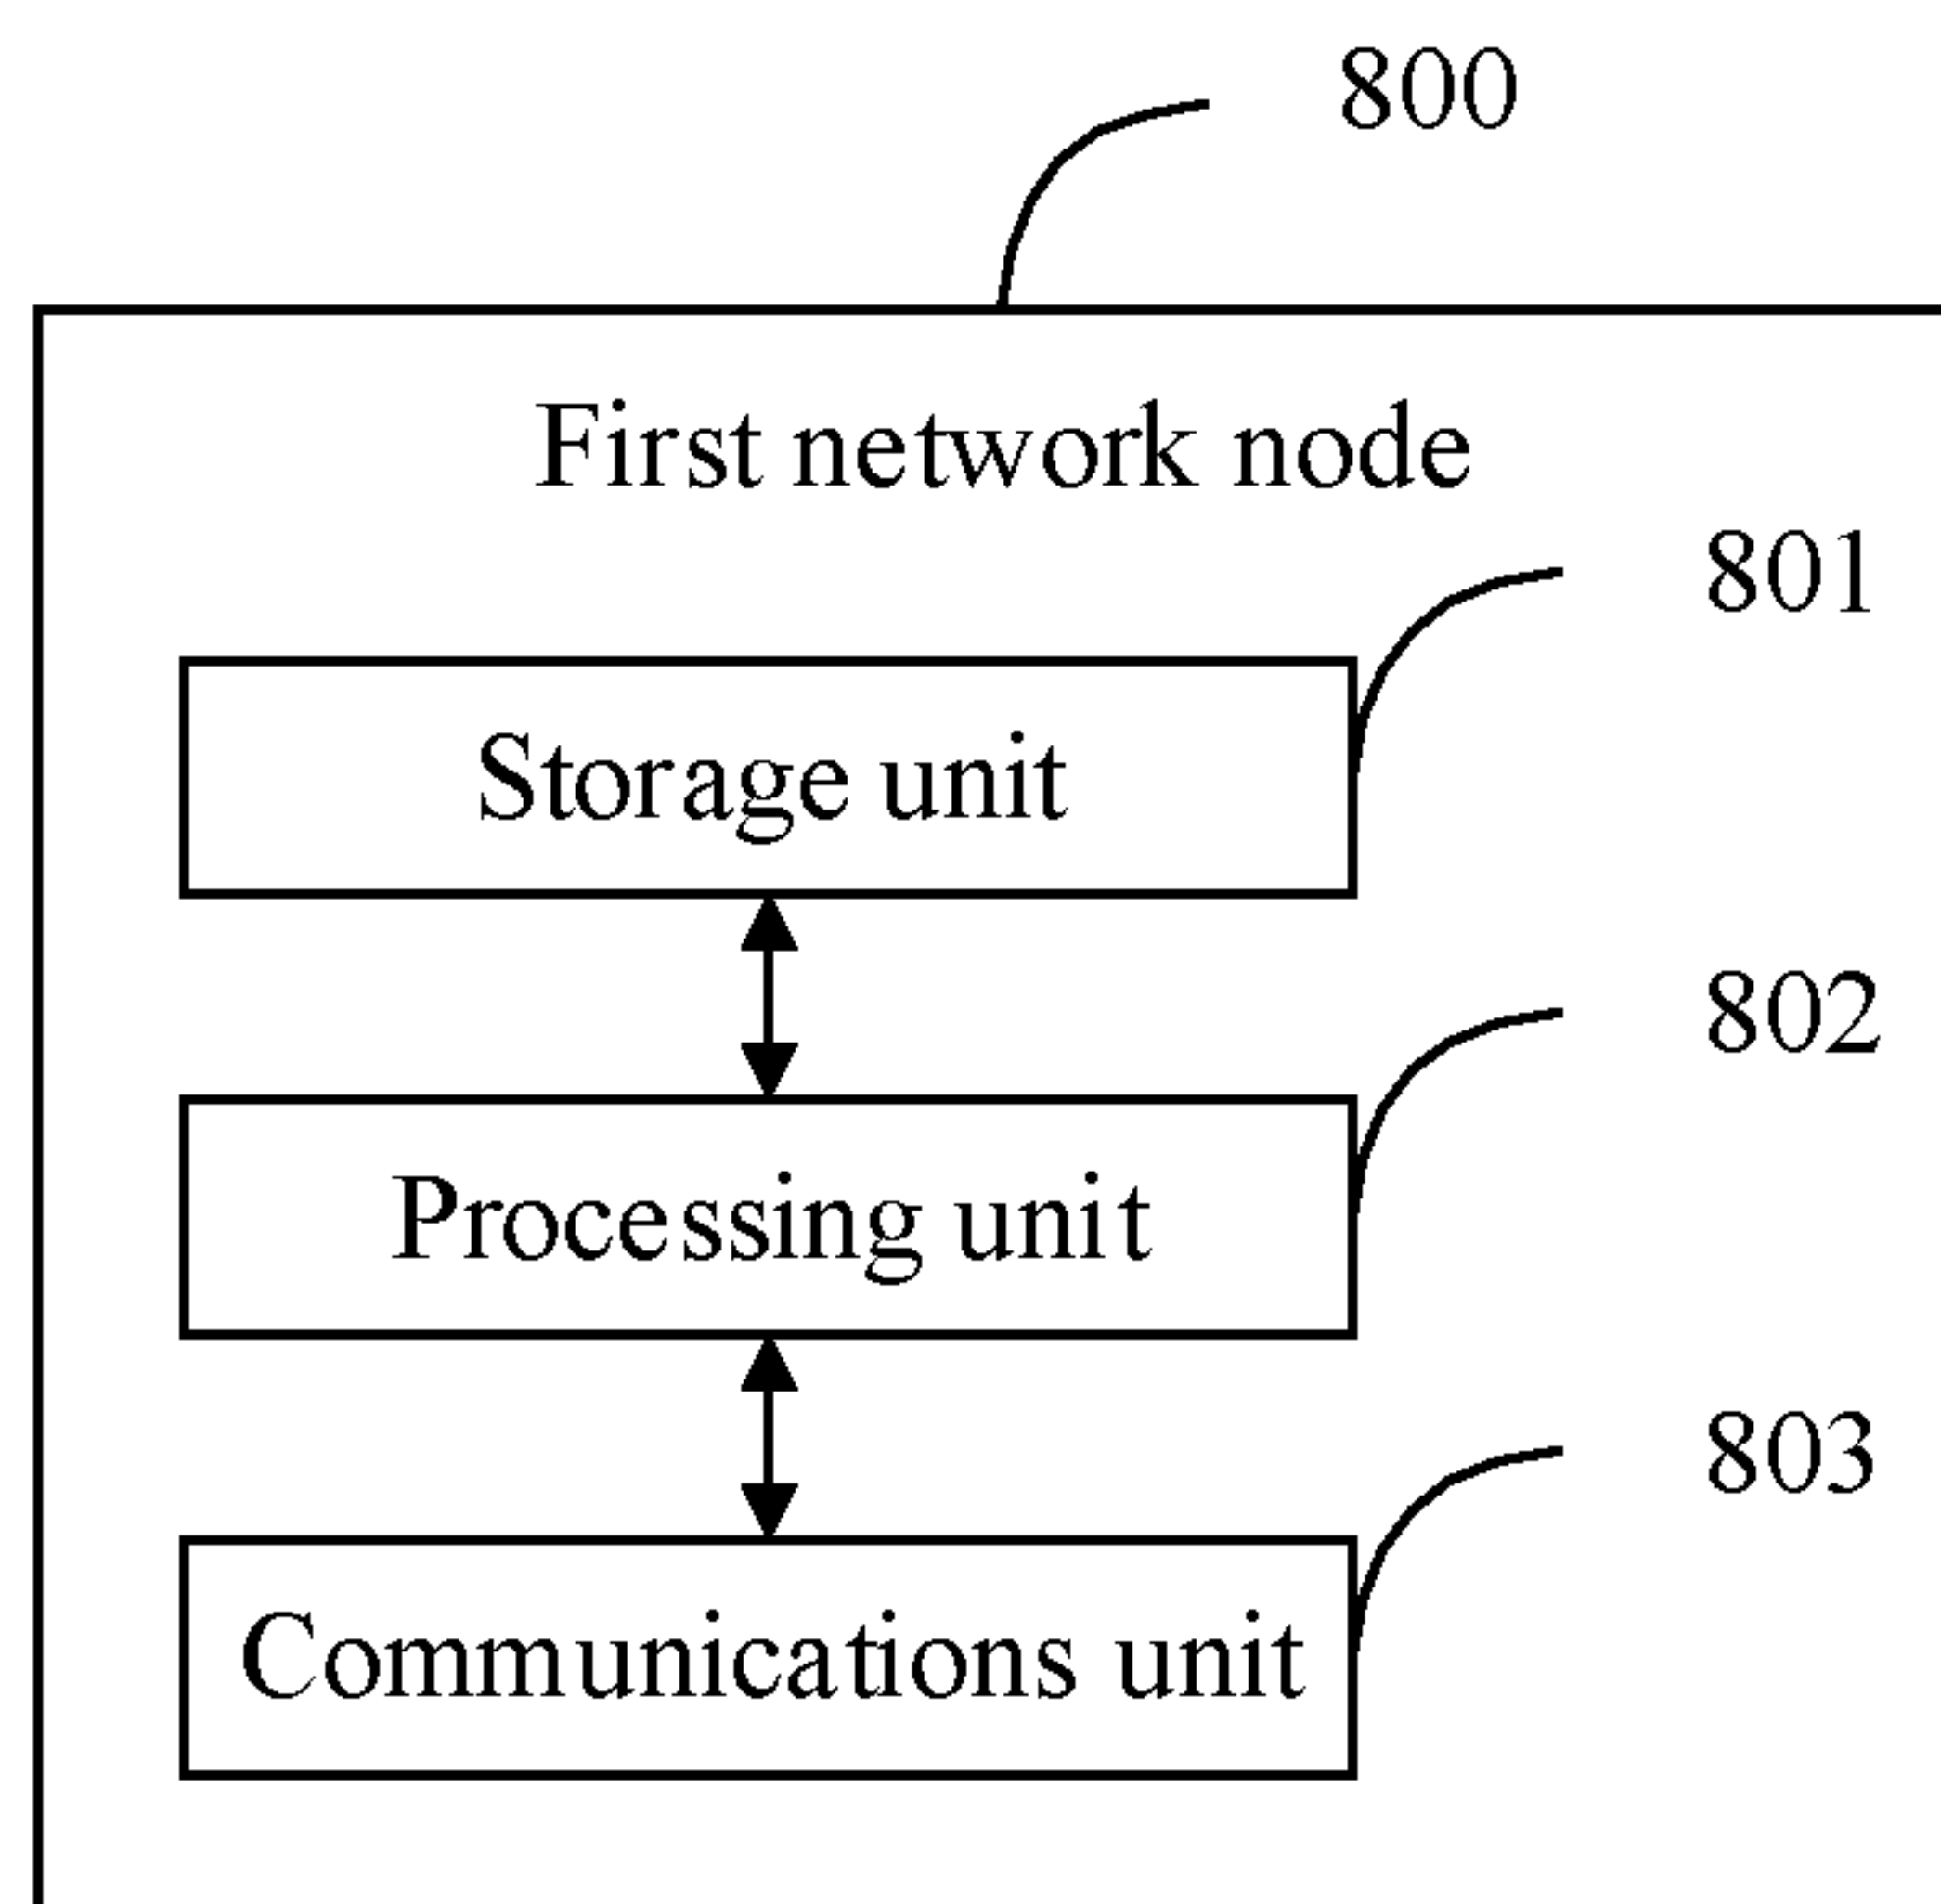 800
First network node
801
Storage unit
802
Processing unit
803
Communications unit